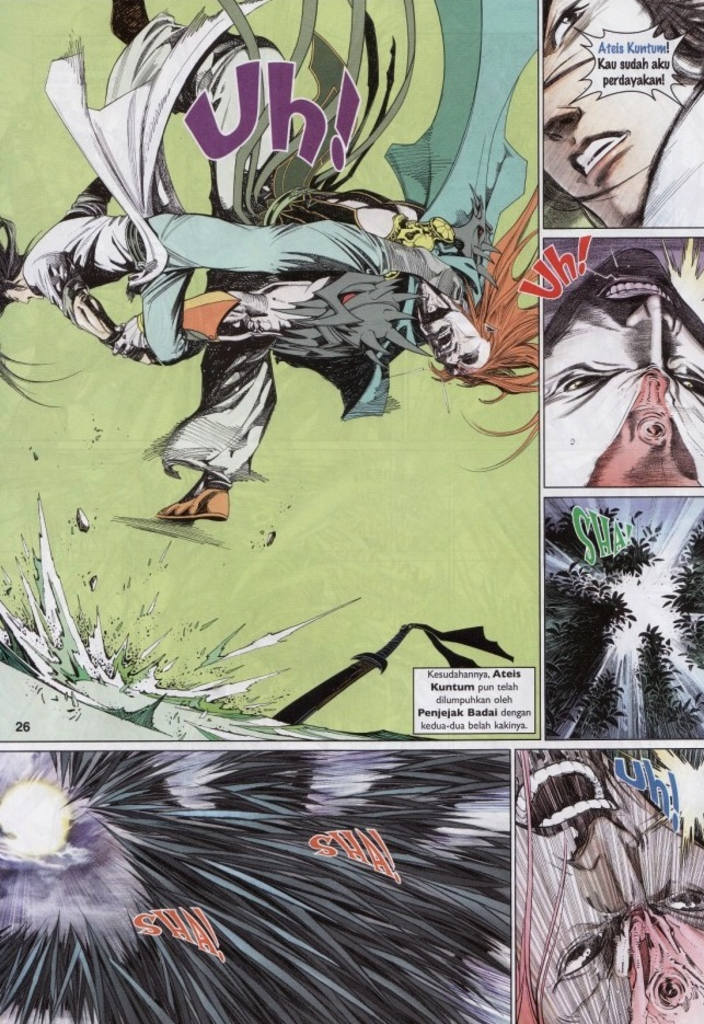 Uh!
Kesudahannya, Ateis
Kuntum pun telah
dilumpuhkan oleh
Penjejak Badai dengan
kedua-dua belah kakinya.
26
Ateis Kuntum!
Kau sudah aku
perdayakan!
Uh!
SHA!
SHA!
SHA!
Uh!